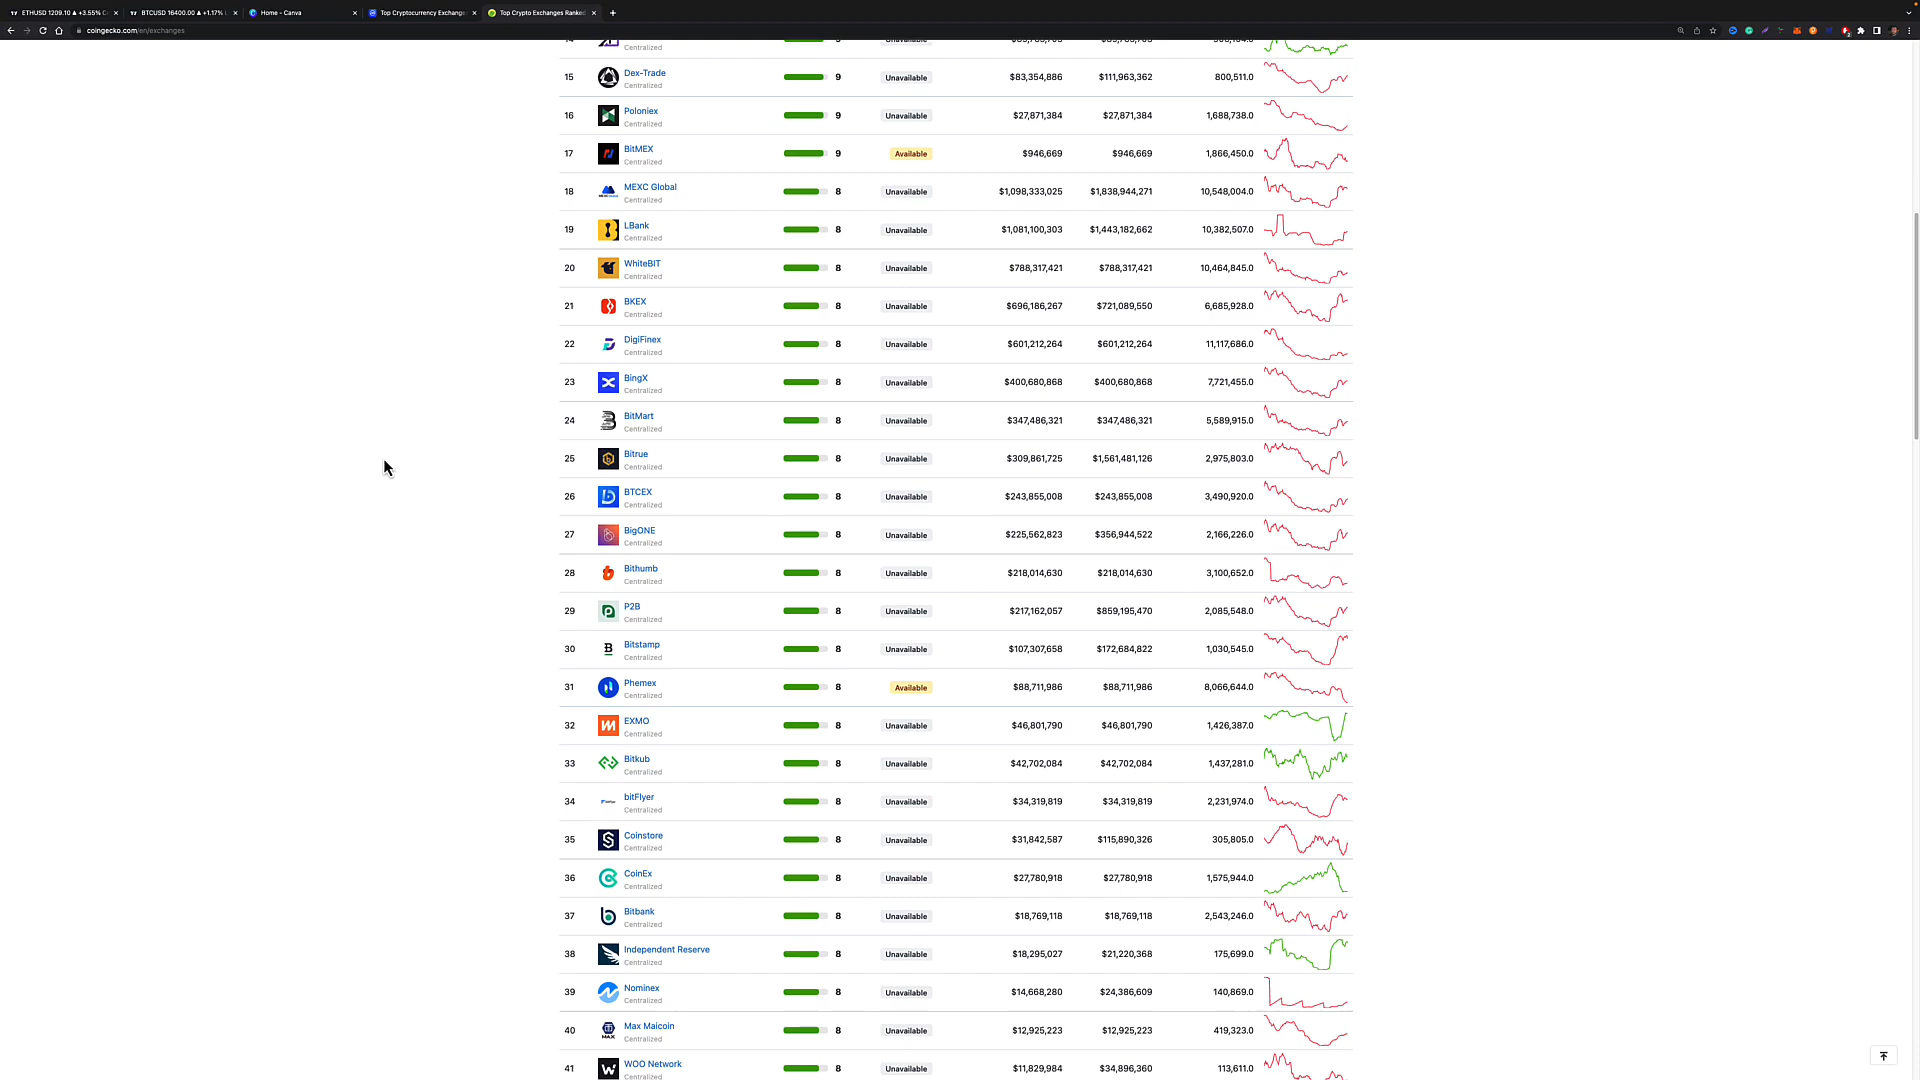 ETHUSD 1209.10 ▲ +3.55%
BTCUSD 16400.00 ▲ +1.17%
Home - Canva
Top Cryptocurrency Exchange
Top Crypto Exchanges Ranked
coingecko.com/en/exchanges
Centralized Unavailable
15 Dex-Trade 9 Unavailable $83,354,886 $111,963,362 800,511.0
Centralized
16 Poloniex 9 Unavailable $27,871,384 $27,871,384 1,688,738.0
Centralized
17 BitMEX 9 Available $946,669 $946,669 1,866,450.0
Centralized
18 MEXC Global 8 Unavailable $1,098,333,025 $1,838,944,271 10,548,004.0
Centralized
19 LBank 8 Unavailable $1,081,100,303 $1,443,182,662 10,382,507.0
Centralized
20 WhiteBIT 8 Unavailable $788,317,421 $788,317,421 10,464,845.0
Centralized
21 BKEX 8 Unavailable $696,186,267 $721,089,550 6,685,928.0
Centralized
22 DigiFinex 8 Unavailable $601,212,264 $601,212,264 11,117,686.0
Centralized
23 BingX 8 Unavailable $400,680,868 $400,680,868 7,721,455.0
Centralized
24 BitMart 8 Unavailable $347,486,321 $347,486,321 5,589,915.0
Centralized
25 Bitrue 8 Unavailable $309,861,725 $1,561,481,126 2,975,803.0
Centralized
26 BTCEX 8 Unavailable $243,855,008 $243,855,008 3,490,920.0
Centralized
27 BigONE 8 Unavailable $225,562,823 $356,944,522 2,166,226.0
Centralized
28 Bithumb 8 Unavailable $218,014,630 $218,014,630 3,100,652.0
Centralized
29 P2B 8 Unavailable $217,162,057 $859,195,470 2,085,548.0
Centralized
30 Bitstamp 8 Unavailable $107,307,658 $172,684,822 1,030,545.0
Centralized
31 Phemex 8 Available $88,711,986 $88,711,986 8,066,644.0
Centralized
32 EXMO 8 Unavailable $46,801,790 $46,801,790 1,426,387.0
Centralized
33 Bitkub 8 Unavailable $42,702,084 $42,702,084 1,437,281.0
Centralized
34 bitFlyer 8 Unavailable $34,319,819 $34,319,819 2,231,974.0
Centralized
35 Coinstore 8 Unavailable $31,842,587 $115,890,326 305,805.0
Centralized
36 CoinEx 8 Unavailable $27,780,918 $27,780,918 1,575,944.0
Centralized
37 Bitbank 8 Unavailable $18,769,118 $18,769,118 2,543,246.0
Centralized
38 Independent Reserve 8 Unavailable $18,295,027 $21,220,368 175,699.0
Centralized
39 Nominex 8 Unavailable $14,668,280 $24,386,609 140,869.0
Centralized
40 Max Maicoin 8 Unavailable $12,925,223 $12,925,223 419,323.0
Centralized
41 WOO Network 8 Unavailable $11,829,984 $34,896,360 113,611.0
Centralized